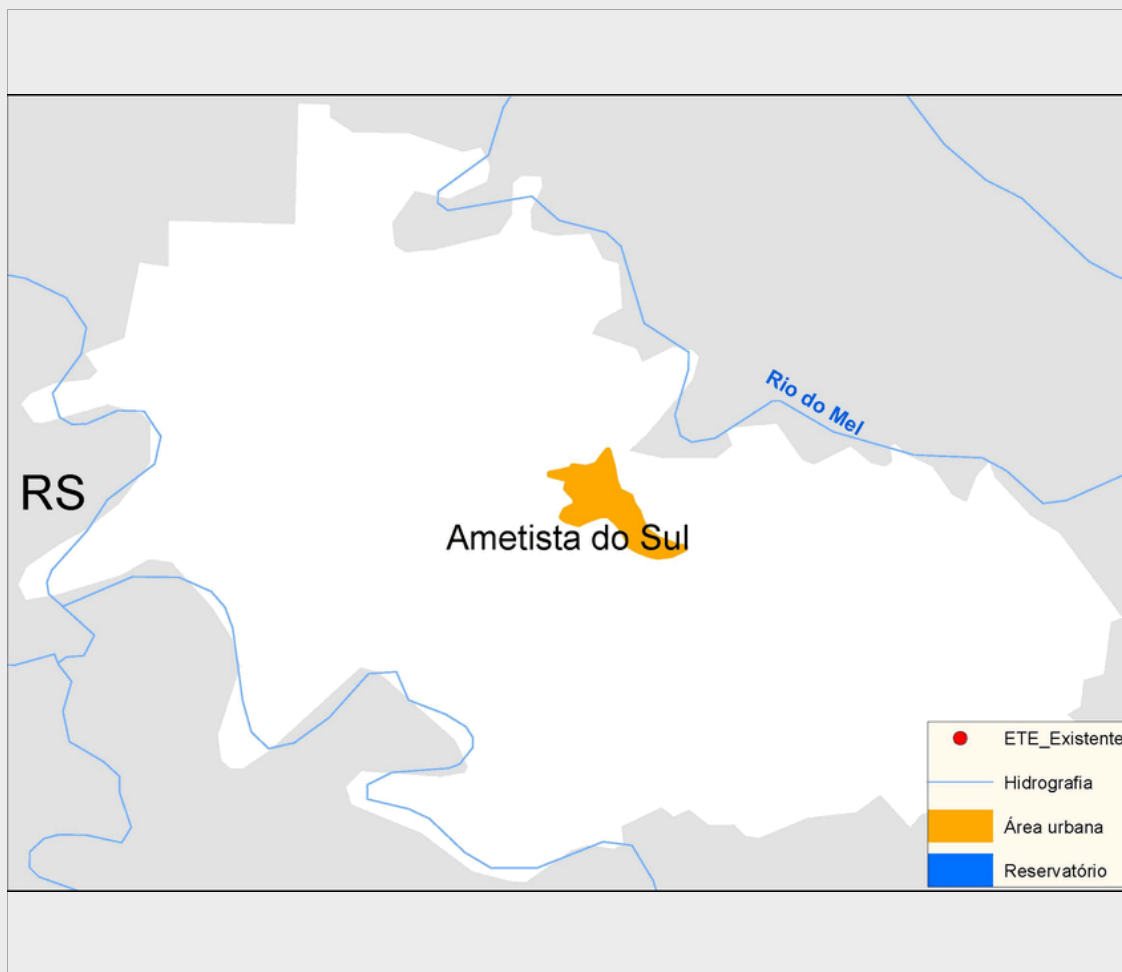 Rio do Mel
RS
Ametista do Sul
ETE_Existente
Hidrografia
Área urbana
Reservatório